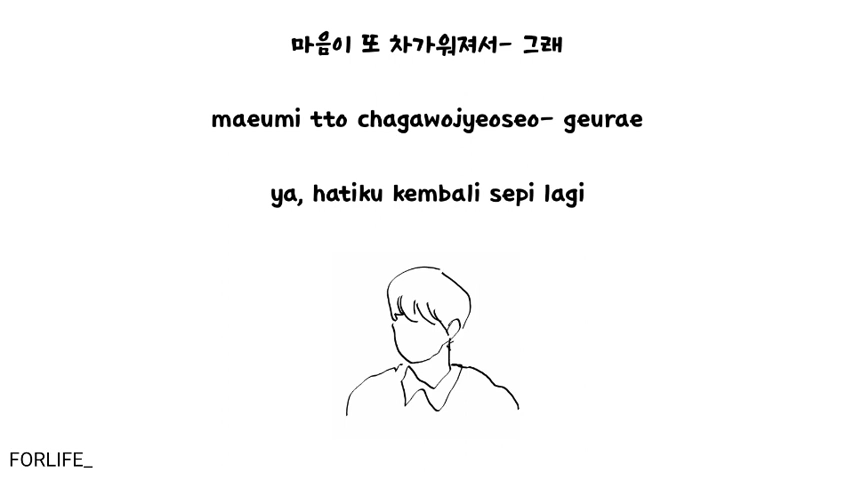 마음이 또 차가워져서- 그래
maeumi tto chagawojyeoseo- geurae
ya, hatiku kembali sepi lagi
FORLIFE_